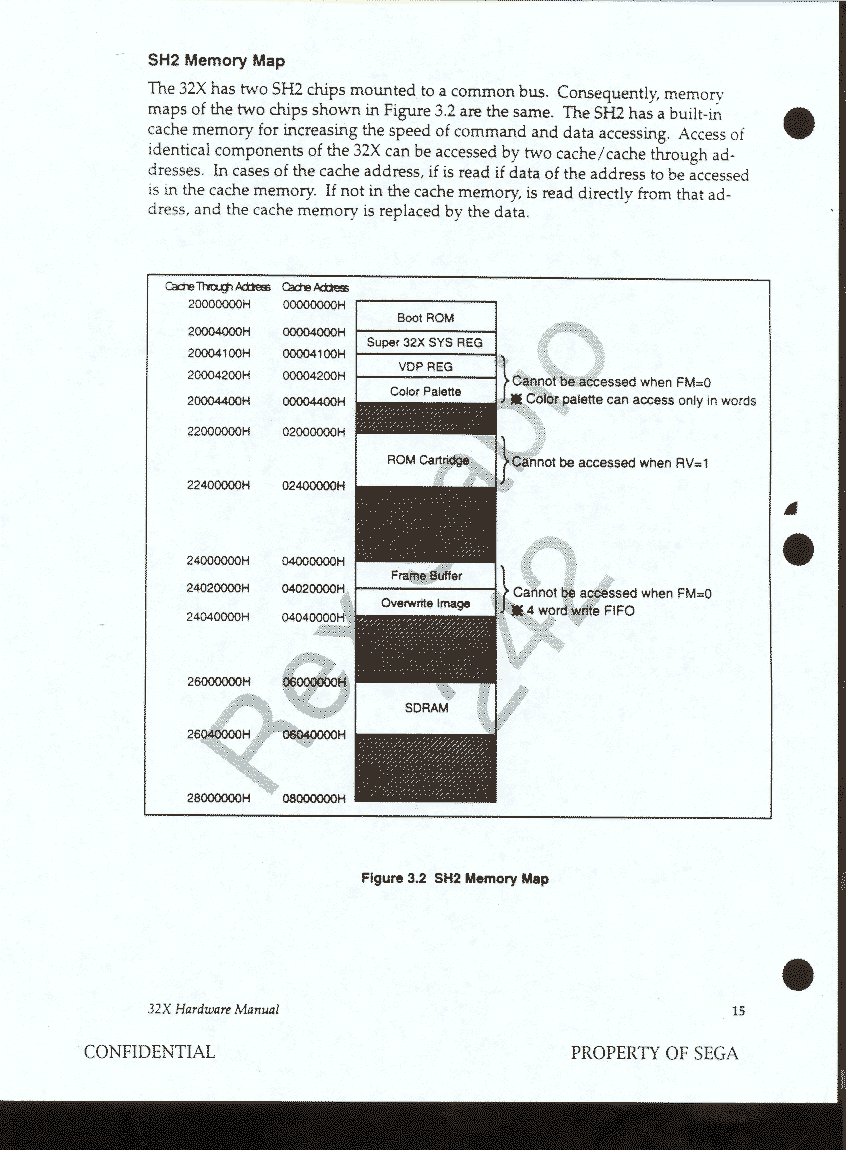 SH2 Memory Map
The 32X has two SH2 chips mounted to a common bus. Consequently, memory
maps of the two chips shown in Figure 3.2 are the same. The SH2 has a built-in
cache memory for increasing the speed of command and data accessing. Access of
identical components of the 32X can be accessed by two cache/cache through ad-
dresses. In cases of the cache address, if is read if data of the address to be accessed
is in the cache memory. If not in the cache memory, is read directly from that ad-
dress, and the cache memory is replaced by the data.
Cache Through Address Cache Address
20000000H 00000000H
Boot ROM
20004000H 00004000H
Super 32X SYS REG
20004100H 00004100H
VDP REG
20004200H 00004200H
Cannot be accessed when FM=0
Color Palette
20004400H 00004400H
※ Color palette can access only in words
22000000H 02000000H
ROM Cartridge
Cannot be accessed when RV=1
22400000H 02400000H
24000000H 04000000H
Frame Buffer
24020000H 04020000H
Cannot be accessed when FM=0
Overwrite Image
※ 4 word write FIFO
24040000H 04040000H
26000000H 06000000H
SDRAM
26040000H 06040000H
28000000H 08000000H
Rex Sabio
242
Figure 3.2 SH2 Memory Map
32X Hardware Manual 15
CONFIDENTIAL PROPERTY OF SEGA